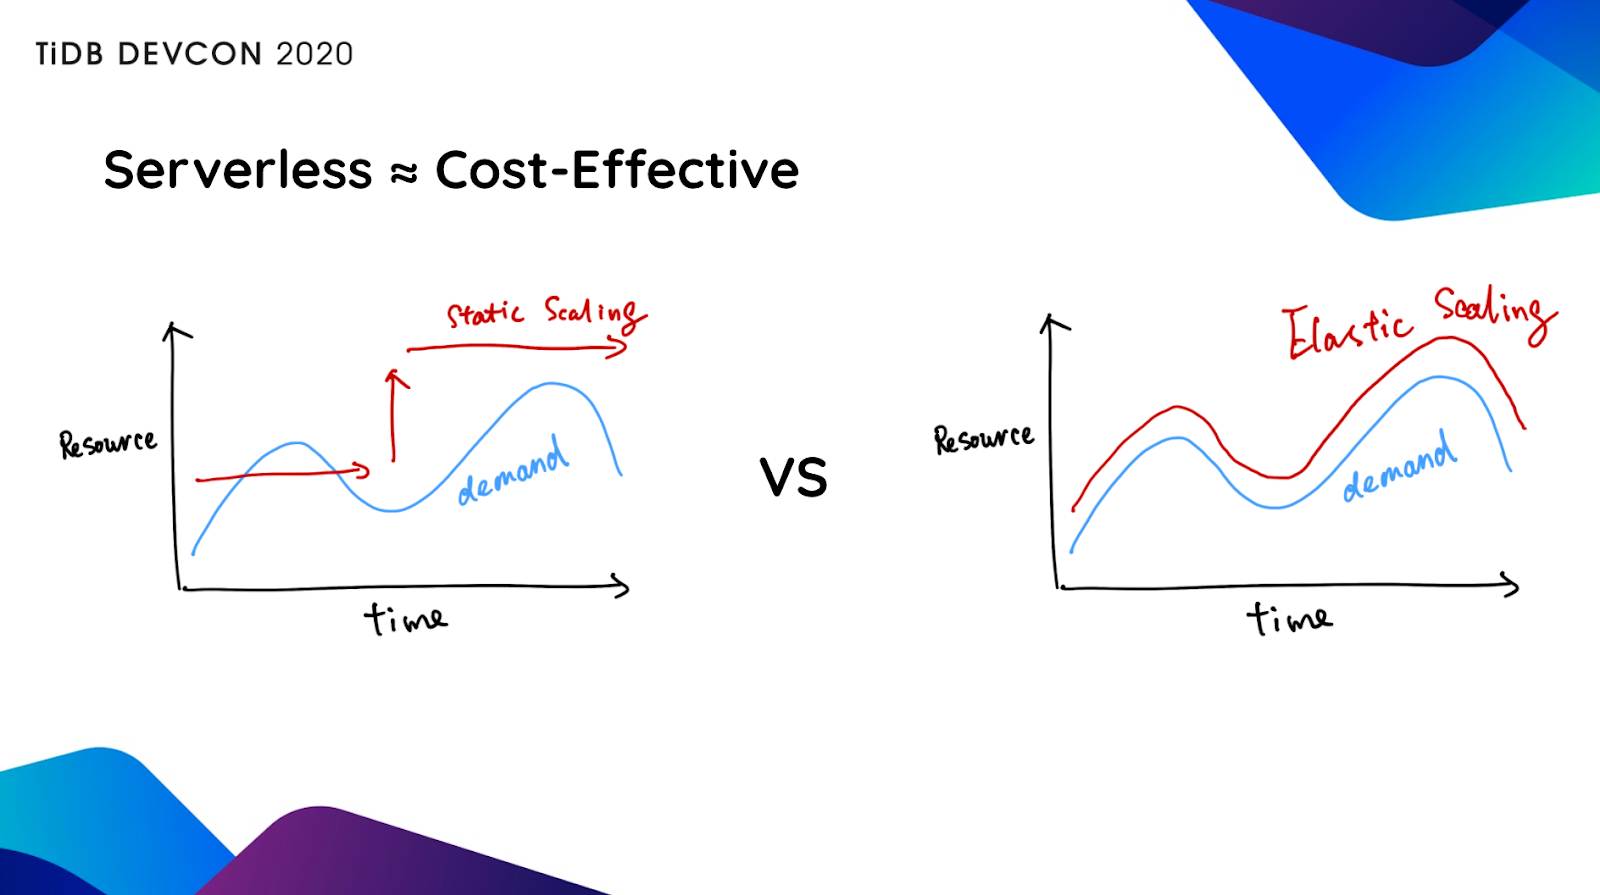 TiDB DEVCON 2020
Serverless ≈ Cost-Effective
Static Scaling
Resource
demand
time
VS
Elastic Scaling
Resource
demand
time